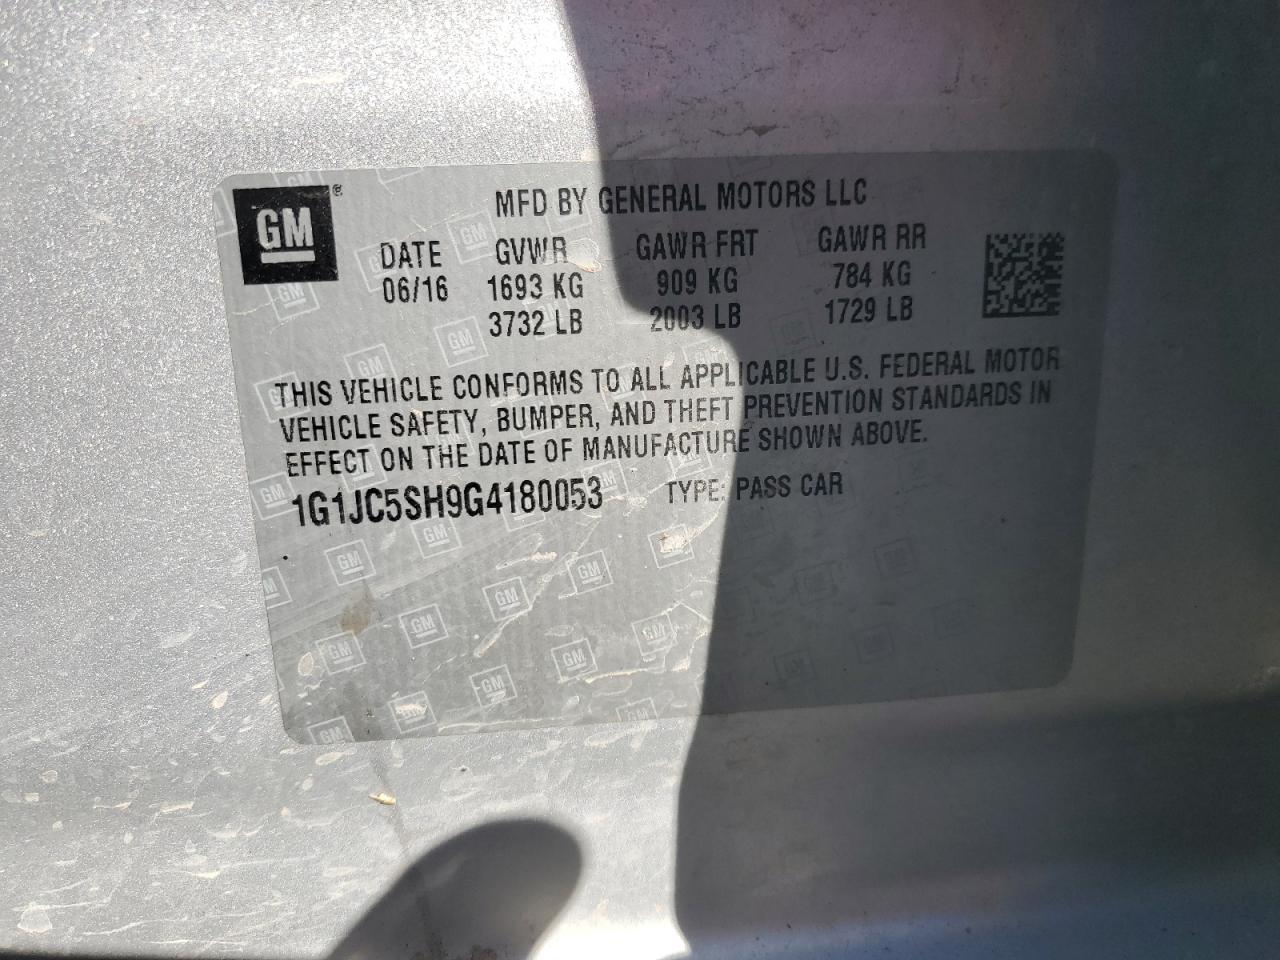 GM ®
MFD BY GENERAL MOTORS LLC
DATE GVWR GAWR FRT GAWR RR
06/16 1693 KG 909 KG 784 KG
3732 LB 2003 LB 1729 LB
THIS VEHICLE CONFORMS TO ALL APPLICABLE U.S. FEDERAL MOTOR
VEHICLE SAFETY, BUMPER, AND THEFT PREVENTION STANDARDS IN
EFFECT ON THE DATE OF MANUFACTURE SHOWN ABOVE.
1G1JC5SH9G4180053 TYPE: PASS CAR